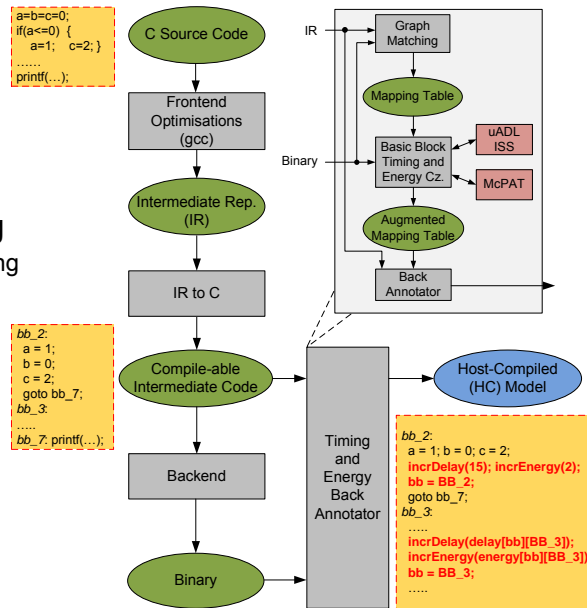 a=b=c=0;
if(a<=0) {
a=1; c=2; }
......
printf(…);
C Source Code
Frontend
Optimisations
(gcc)
Intermediate Rep.
(IR)
IR to C
bb_2:
a = 1;
b = 0;
c = 2;
goto bb_7;
bb_3:
.....
bb_7: printf(…);
Compile-able
Intermediate Code
Backend
Binary
IR
Graph
Matching
Mapping Table
Binary
Basic Block
Timing and
Energy Cz.
uADL
ISS
McPAT
Augmented
Mapping Table
Back
Annotator
Timing
and
Energy
Back
Annotator
Host-Compiled
(HC) Model
bb_2:
a = 1; b = 0; c = 2;
incrDelay(15); incrEnergy(2);
bb = BB_2;
goto bb_7;
bb_3:
.....
incrDelay(delay[bb][BB_3]);
incrEnergy(energy[bb][BB_3])
bb = BB_3;
.....